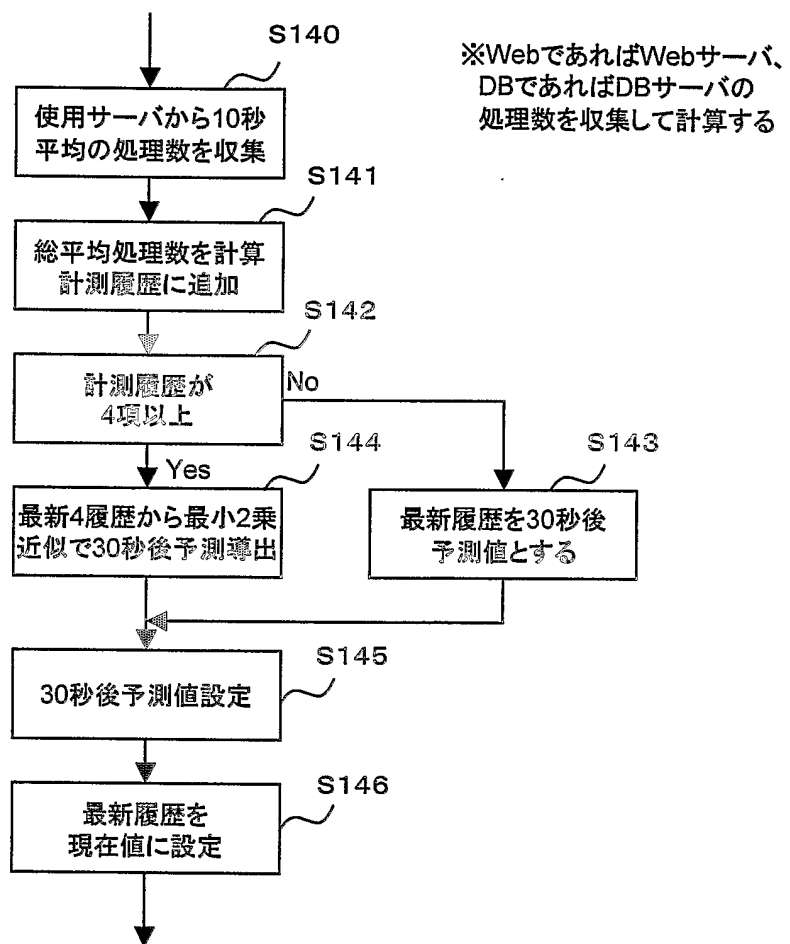 S140
※WebであればWebサーバ、
DBであればDBサーバの
処理数を収集して計算する
使用サーバから10秒
平均の処理数を収集
S141
総平均処理数を計算
計測履歴に追加
S142
計測履歴が
4項以上
No
S144
S143
Yes
最新4履歴から最小2乗
近似で30秒後予測導出
最新履歴を30秒後
予測値とする
S145
30秒後予測値設定
S146
最新履歴を
現在値に設定